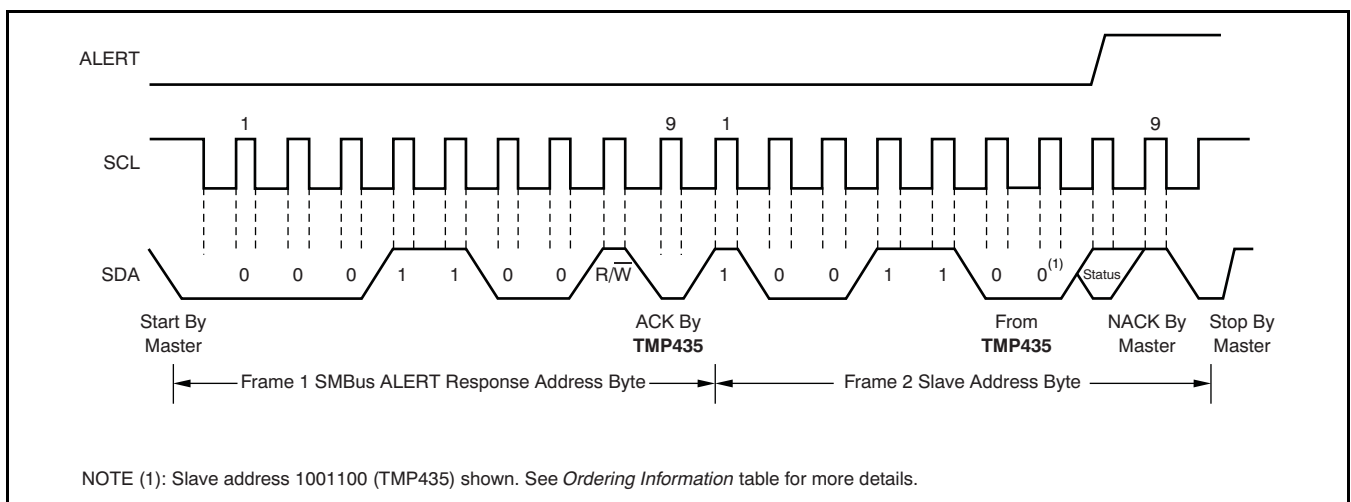 ALERT
1 9 1 9
SCL
SDA 0 0 0 1 1 0 0 R/W̅ 1 0 0 1 1 0 0(1) Status
Start By Master
ACK By TMP435
From TMP435
NACK By Master
Stop By Master
Frame 1 SMBus ALERT Response Address Byte
Frame 2 Slave Address Byte
NOTE (1): Slave address 1001100 (TMP435) shown. See Ordering Information table for more details.